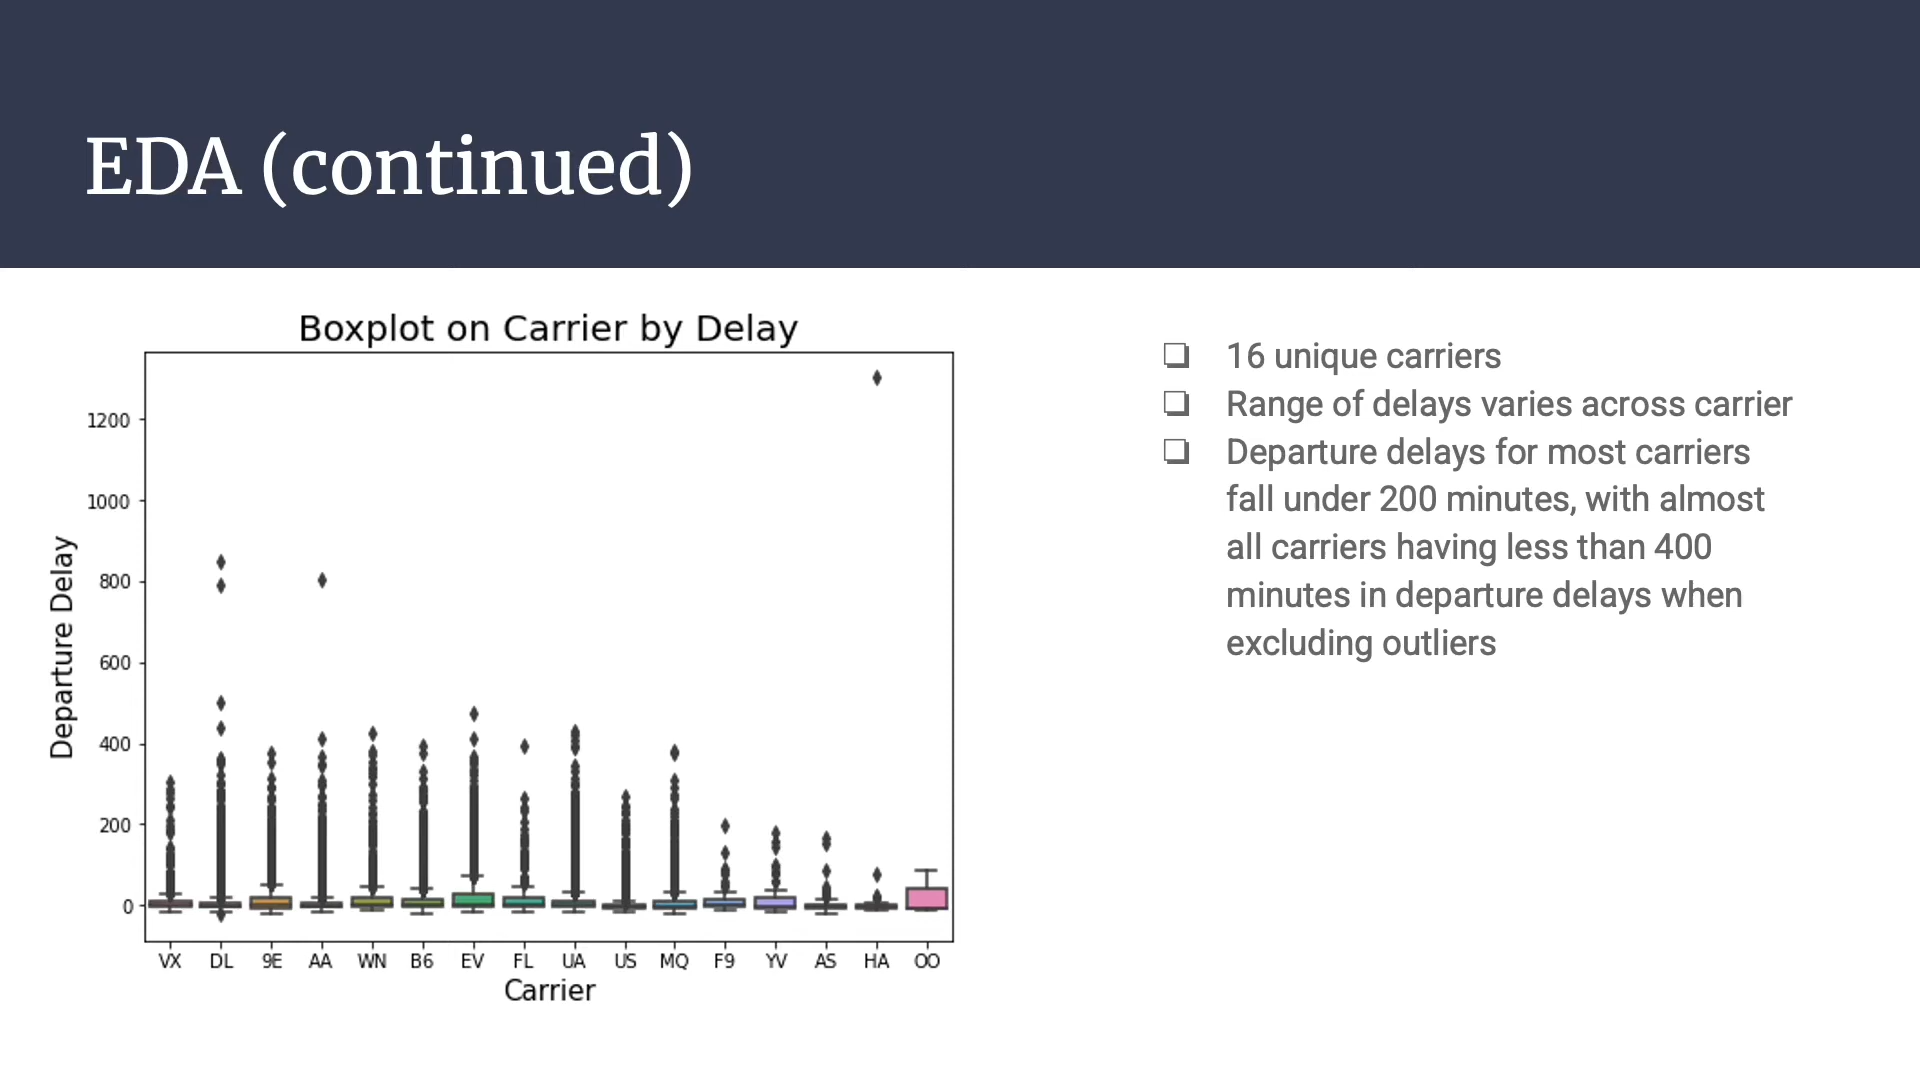 EDA (continued)
Boxplot on Carrier by Delay
1200
1000
800
600
400
200
0
Departure Delay
VX DL 9E AA WN B6 EV FL UA US MQ F9 YV AS HA OO
Carrier
❏ 16 unique carriers
❏ Range of delays varies across carrier
❏ Departure delays for most carriers
fall under 200 minutes, with almost
all carriers having less than 400
minutes in departure delays when
excluding outliers